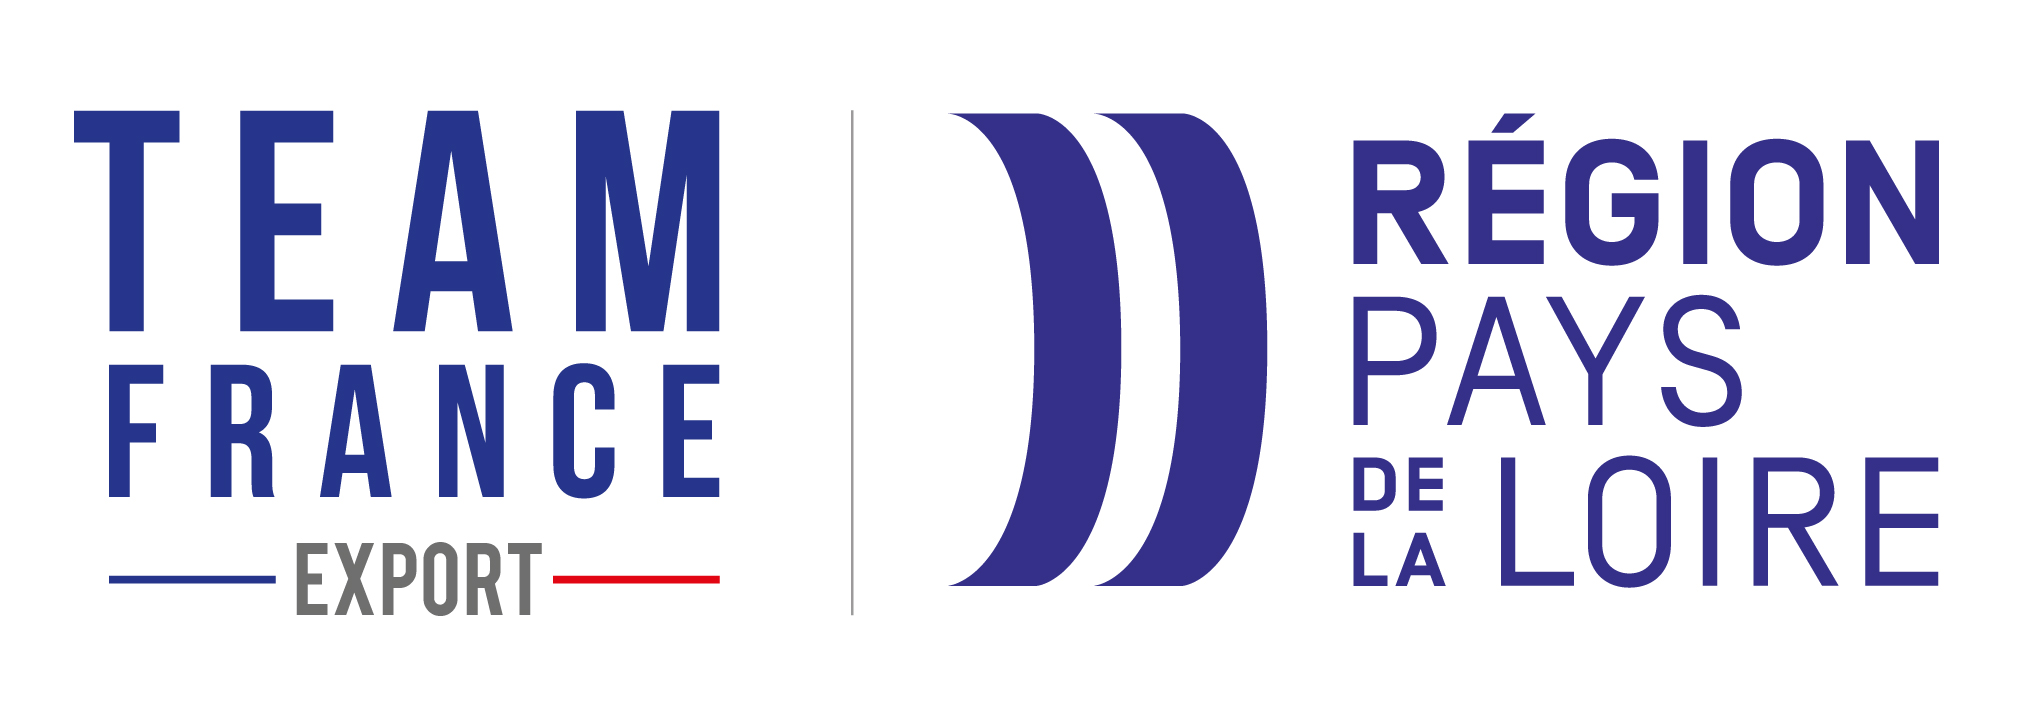 TEAM
FRANCE
EXPORT
RÉGION
PAYS
DE LA LOIRE